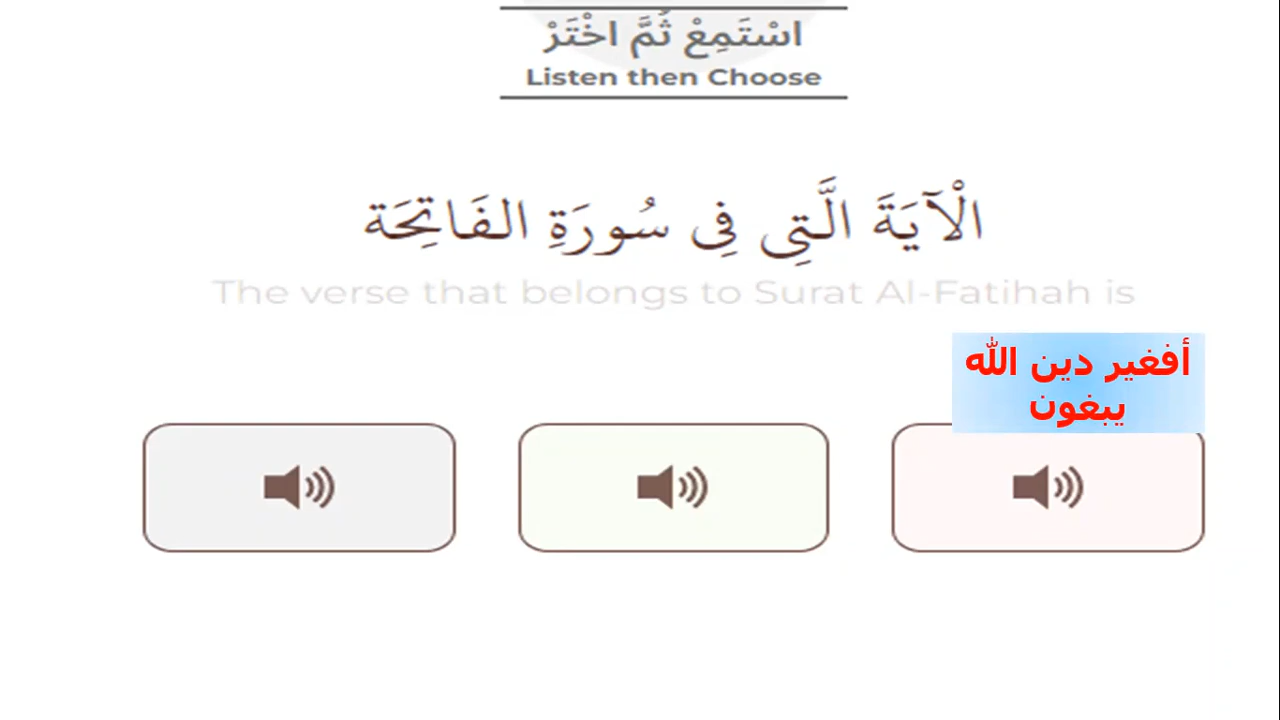 اسْتَمِعْ ثُمَّ اخْتَرْ
Listen then Choose
الْآيَةَ الَّتِي فِي سُورَةِ الفَاتِحَة
The verse that belongs to Surat Al-Fatihah is
أفغير دين الله
يبغون